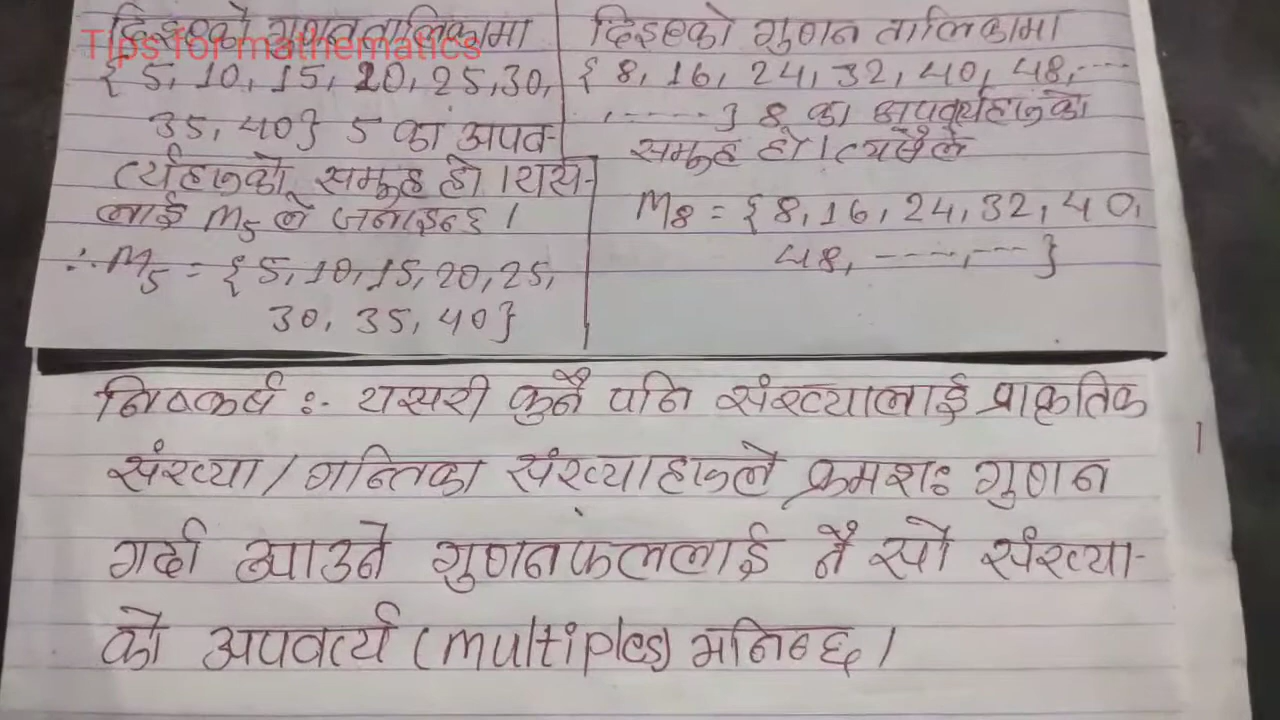 Tips for mathematics
दिइएको गुणन तालिकामा
{ 5, 10, 15, 20, 25, 30,
35, 40} 5 का अपव-
र्त्यहरूको समूह हो । यस-
लाई M5 ले जनाइन्छ ।
∴ M5 = { 5, 10, 15, 20, 25,
30, 35, 40}
दिइएको गुणन तालिकामा
{ 8, 16, 24, 32, 40, 48, ----
, -----} 8 का अपवर्त्यहरूको
समूह हो । त्यसैले
M8 = { 8, 16, 24, 32, 40,
48, ----, --- }
निष्कर्ष :- यसरी कुनै पनि संख्यालाई प्राकृतिक
संख्या / गन्तिका संख्याहरूले क्रमशः गुणन
गर्दा आउने गुणनफललाई नै सो संख्या-
को अपवर्त्य (multiples) भनिन्छ ।